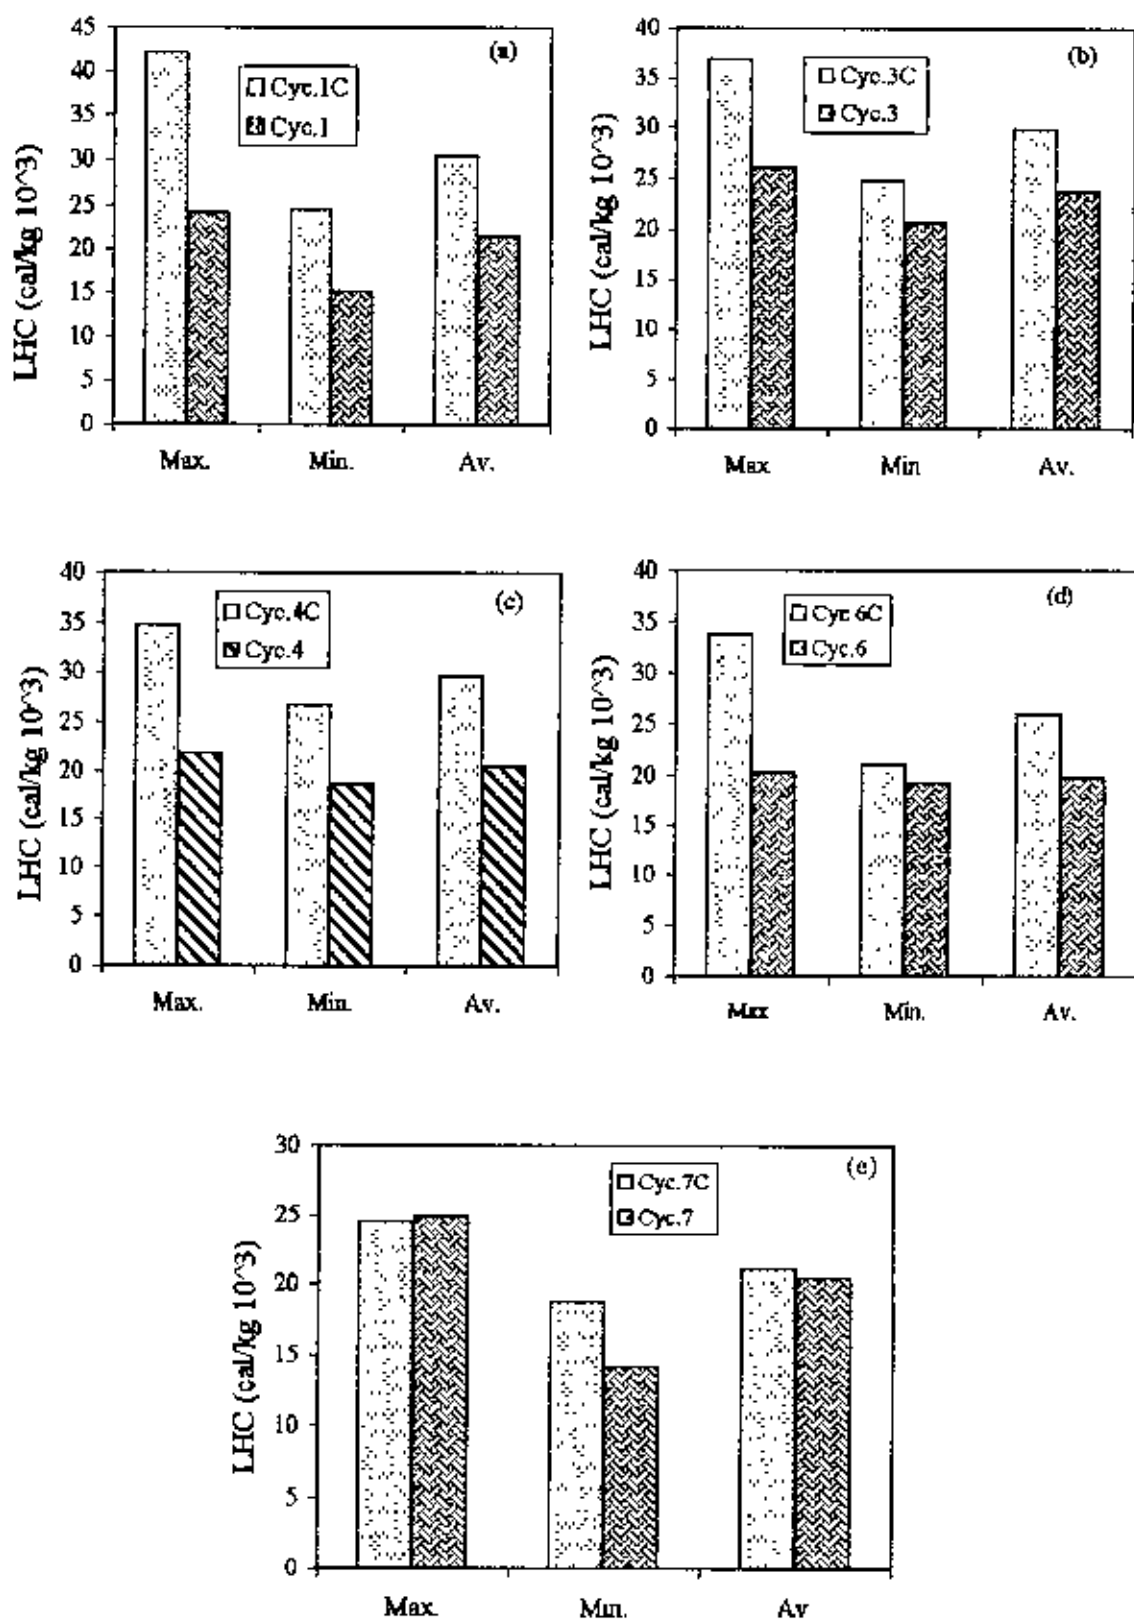 (a)
Cyc.1C
Cyc.1
LHC (cal/kg 10^3)
45
40
35
30
25
20
15
10
5
0
Max. Min. Av.
(b)
Cyc.3C
Cyc.3
LHC (cal/kg 10^3)
40
35
30
25
20
15
10
5
0
Max Min Av.
(c)
Cyc.4C
Cyc.4
LHC (cal/kg 10^3)
40
35
30
25
20
15
10
5
0
Max. Min. Av.
(d)
Cyc 6C
Cyc.6
LHC (cal/kg 10^3)
40
35
30
25
20
15
10
5
0
Max Min. Av.
(e)
Cyc.7C
Cyc.7
LHC (cal/kg 10^3)
30
25
20
15
10
5
0
Max. Min. Av